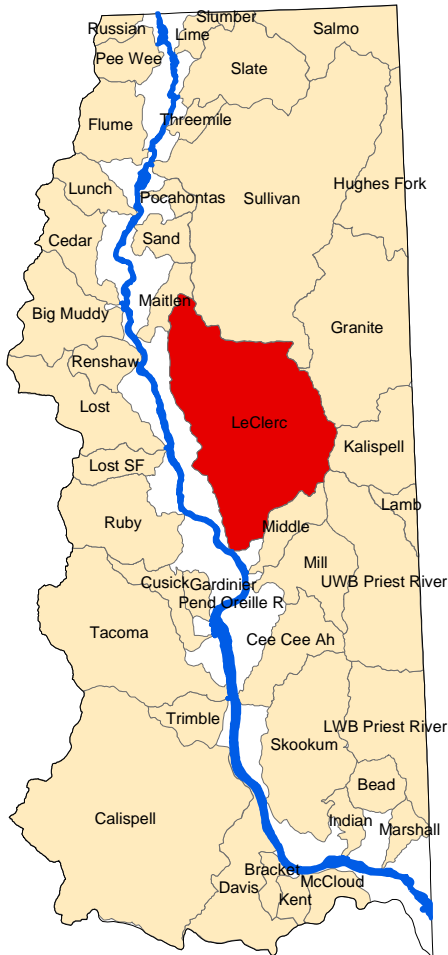 Slumber
Russian
Lime
Salmo
Pee Wee
Slate
Flume
Threemile
Lunch
Hughes Fork
Pocahontas
Sullivan
Cedar
Sand
Maitlen
Big Muddy
Granite
Renshaw
Lost
LeClerc
Kalispell
Lost SF
Lamb
Ruby
Middle
Mill
Cusick
Gardinier
UWB Priest River
Pend Oreille R
Tacoma
Cee Cee Ah
Trimble
LWB Priest River
Skookum
Bead
Calispell
Indian
Marshall
Bracket
McCloud
Davis
Kent